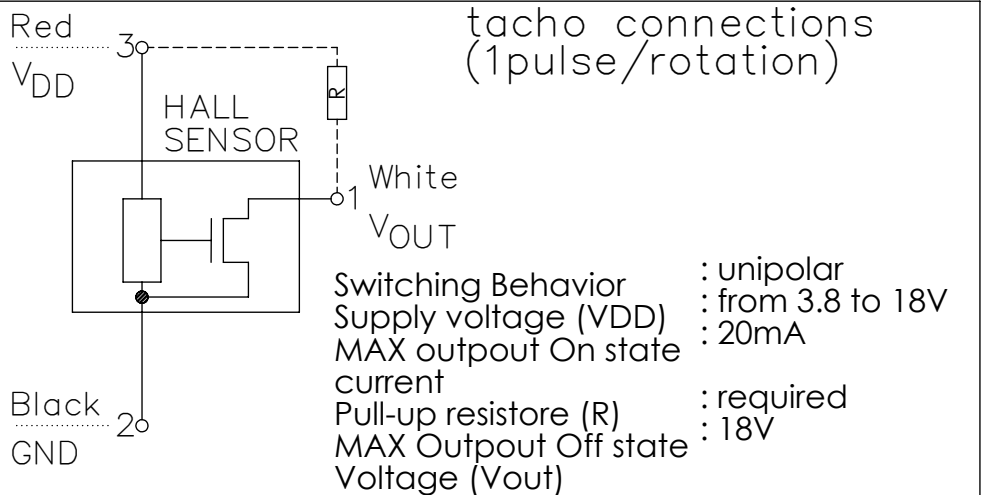 Red
3
VDD
tacho connections
(1pulse/rotation)
R
HALL
SENSOR
1 White
VOUT
Switching Behavior : unipolar
Supply voltage (VDD) : from 3.8 to 18V
MAX outpout On state : 20mA
current
Pull-up resistore (R) : required
MAX Outpout Off state : 18V
Voltage (Vout)
Black
2
GND